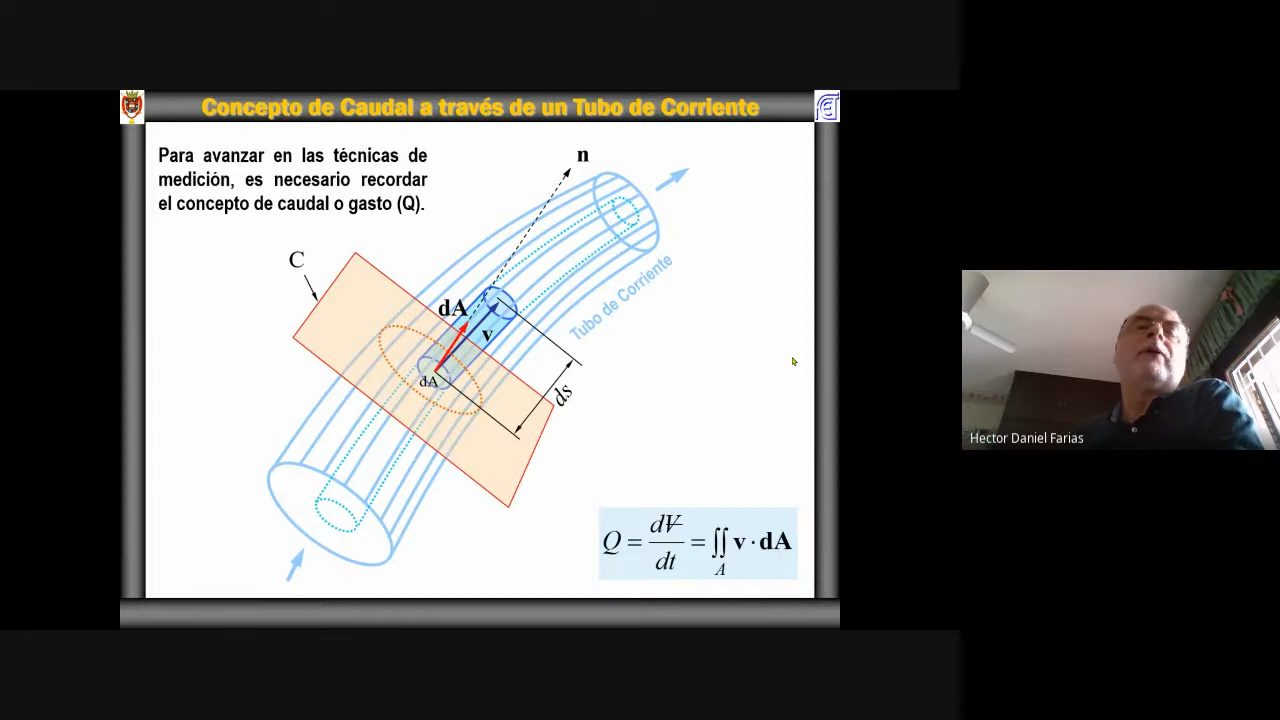 Concepto de Caudal a través de un Tubo de Corriente
Para avanzar en las técnicas de
medición, es necesario recordar
el concepto de caudal o gasto (Q).
n
C
dA
v
dA
ds
Tubo de Corriente
Q = dV/dt = ∬_A v · dA
Hector Daniel Farias